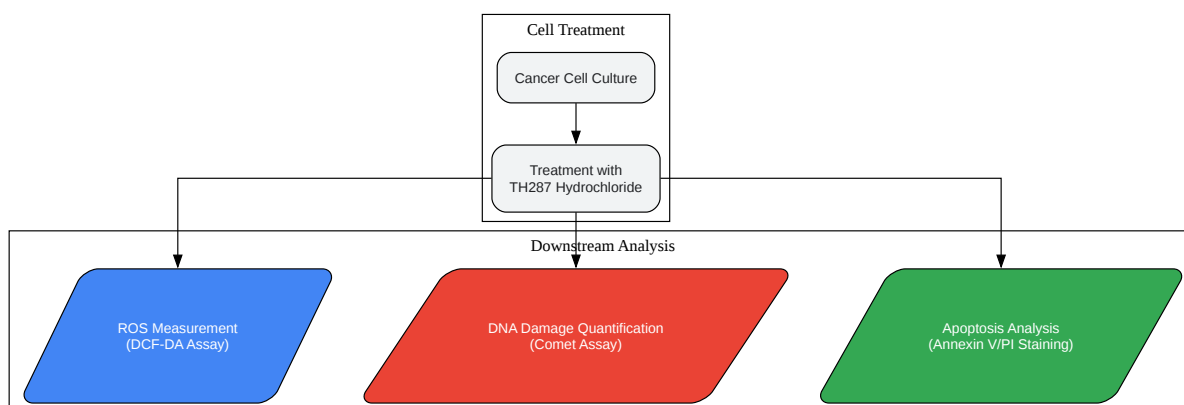 Cell Treatment
Cancer Cell Culture
Treatment with
TH287 Hydrochloride
Downstream Analysis
ROS Measurement
(DCF-DA Assay)
DNA Damage Quantification
(Comet Assay)
Apoptosis Analysis
(Annexin V/PI Staining)